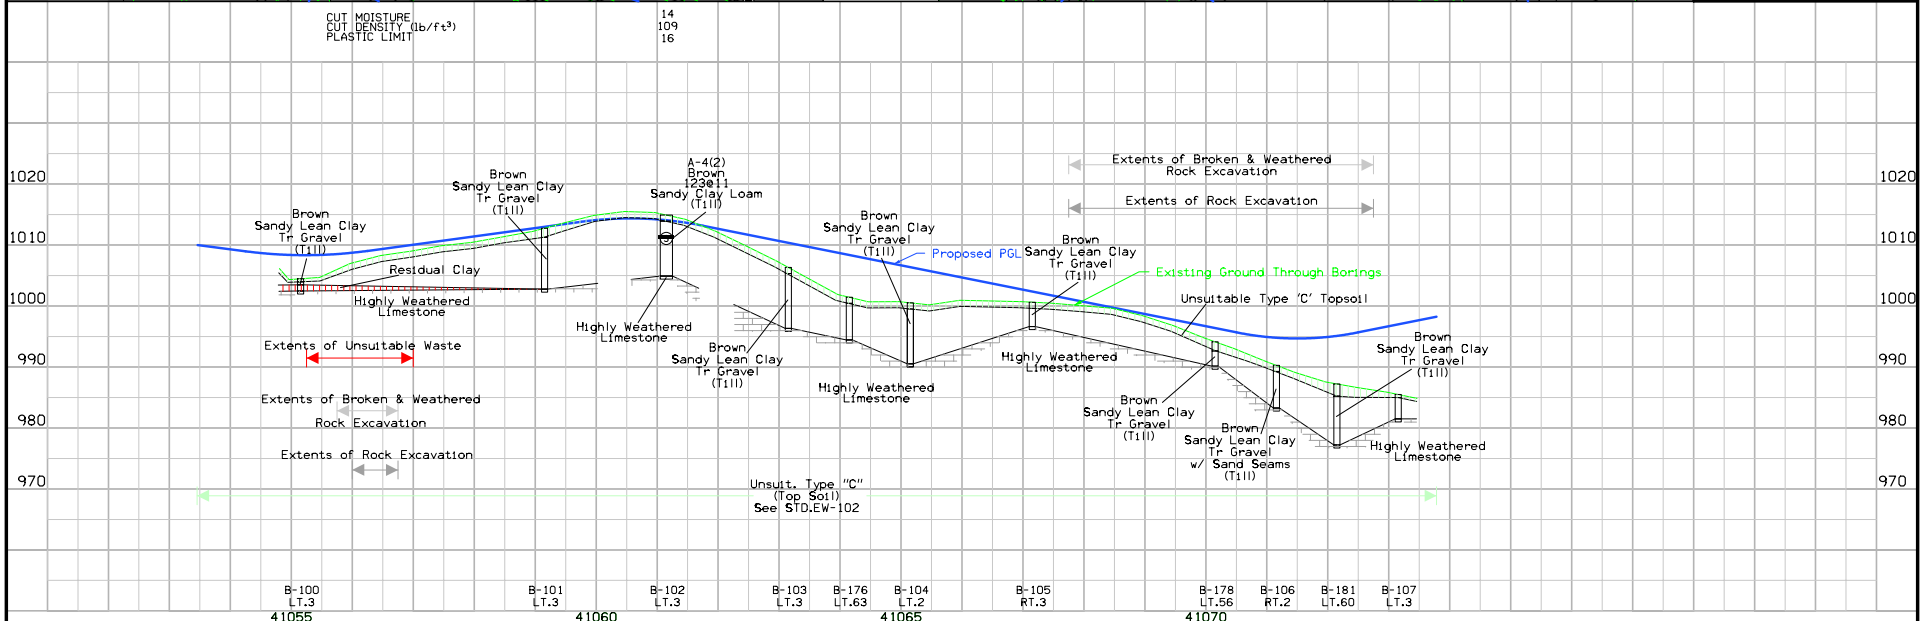 CUT MOISTURE 14
CUT DENSITY (lb/ft³) 109
PLASTIC LIMIT 16
Extents of Broken & Weathered
Rock Excavation
Extents of Rock Excavation
A-4(2)
Brown
123@11
Sandy Clay Loam
(Till)
Brown
Sandy Lean Clay
Tr Gravel
(Till)
Brown
Sandy Lean Clay
Tr Gravel
(Till)
Brown
Sandy Lean Clay
Tr Gravel
(Till)
Brown
Sandy Lean Clay
Tr Gravel
(Till)
1020
1020
1010
1010
1000
1000
990
990
980
980
970
970
Proposed PGL
Existing Ground Through Borings
Unsuitable Type 'C' Topsoil
Residual Clay
Highly Weathered
Limestone
Highly Weathered
Limestone
Extents of Unsuitable Waste
Brown
Sandy Lean Clay
Tr Gravel
(Till)
Highly Weathered
Limestone
Highly Weathered
Limestone
Brown
Sandy Lean Clay
Tr Gravel
(Till)
Extents of Broken & Weathered
Rock Excavation
Extents of Rock Excavation
Brown
Sandy Lean Clay
Tr Gravel
(Till)
Brown
Sandy Lean Clay
Tr Gravel
w/ Sand Seams
(Till)
Highly Weathered
Limestone
Unsuit. Type "C"
(Top Soil)
See STD.EW-102
B-100
LT.3
B-101
LT.3
B-102
LT.3
B-103
LT.3
B-176
LT.63
B-104
LT.2
B-105
RT.3
B-178
LT.56
B-106
RT.2
B-181
LT.60
B-107
LT.3
41055
41060
41065
41070